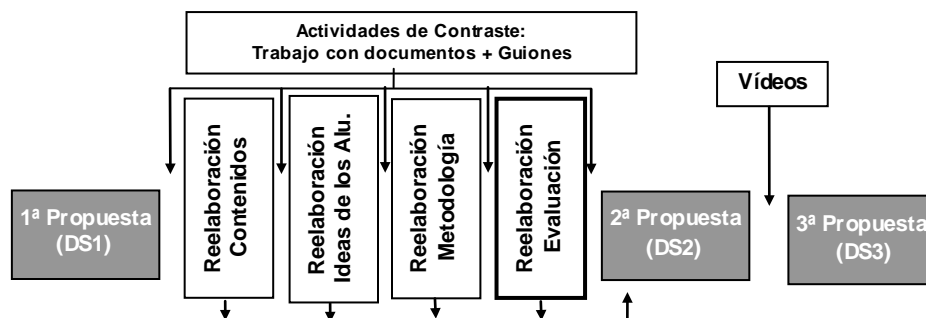 Actividades de Contraste:
Trabajo con documentos + Guiones
Vídeos
1ª Propuesta
(DS1)
Reelaboración
Contenidos
Reelaboración
Ideas de los Alu.
Reelaboración
Metodología
Reelaboración
Evaluación
2ª Propuesta
(DS2)
3ª Propuesta
(DS3)